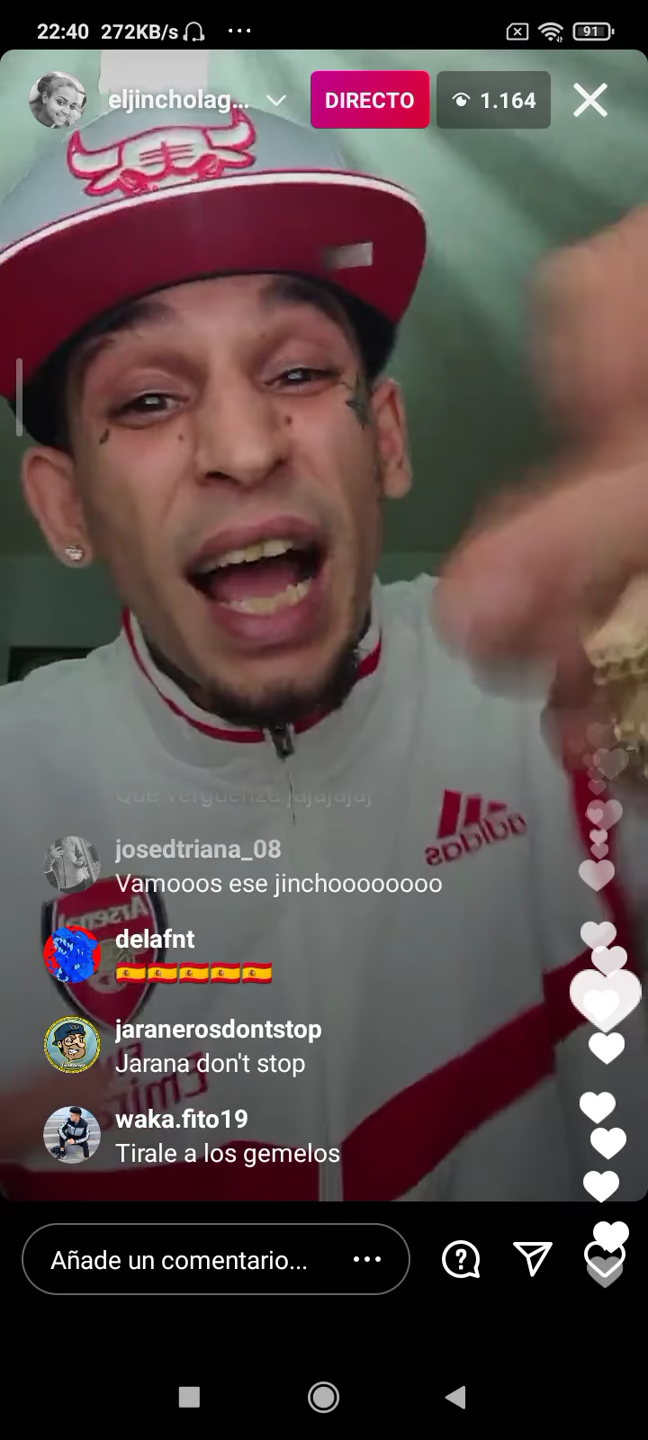 22:40 272KB/s ...
91
eljincholag...
DIRECTO
1.164
Que vergüenza jajajajaj
josedtriana_08
Vamooos ese jinchoooooooo
adidas
Arsenal
delafnt
jaranerosdontstop
Jarana don't stop
waka.fito19
Tirale a los gemelos
Añade un comentario...